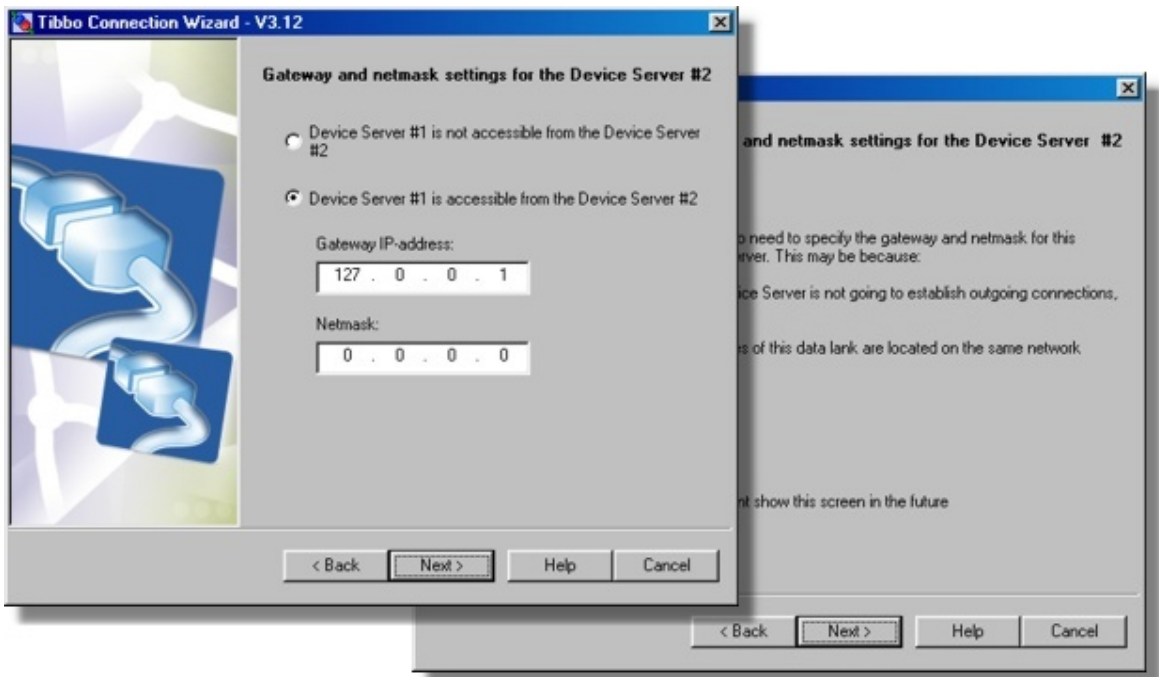 Tibbo Connection Wizard - V3.12
Gateway and netmask settings for the Device Server #2
Device Server #1 is not accessible from the Device Server
#2
Device Server #1 is accessible from the Device Server #2
Gateway IP-address:
127 . 0 . 0 . 1
Netmask:
0 . 0 . 0 . 0
< Back Next > Help Cancel
and netmask settings for the Device Server #2
need to specify the gateway and netmask for this
This may be because:
Server is not going to establish outgoing connections,
of this data lank are located on the same network
show this screen in the future
< Back Next > Help Cancel